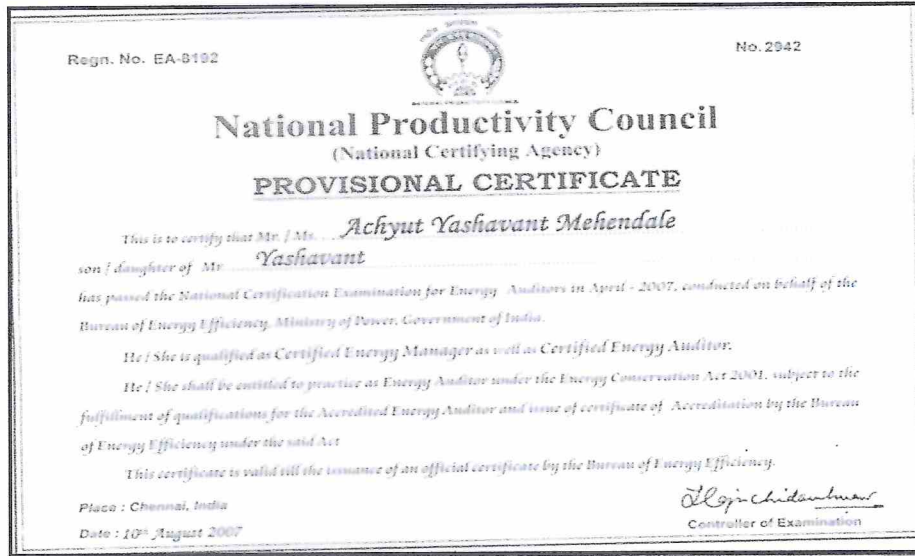 Regn. No. EA-8192
No. 2942
National Productivity Council
(National Certifying Agency)
PROVISIONAL CERTIFICATE
This is to certify that Mr. / Ms. ... Achyut Yashavant Mehendale
son / daughter of Mr. Yashavant
has passed the National Certification Examination for Energy Auditors in April - 2007, conducted on behalf of the
Bureau of Energy Efficiency, Ministry of Power, Government of India.
He / She is qualified as Certified Energy Manager as well as Certified Energy Auditor.
He / She shall be entitled to practice as Energy Auditor under the Energy Conservation Act 2001, subject to the
fulfillment of qualifications for the Accredited Energy Auditor and issue of certificate of Accreditation by the Bureau
of Energy Efficiency under the said Act
This certificate is valid till the issuance of an official certificate by the Bureau of Energy Efficiency.
Place : Chennai, India
Controller of Examination
Date : 10th August 2007